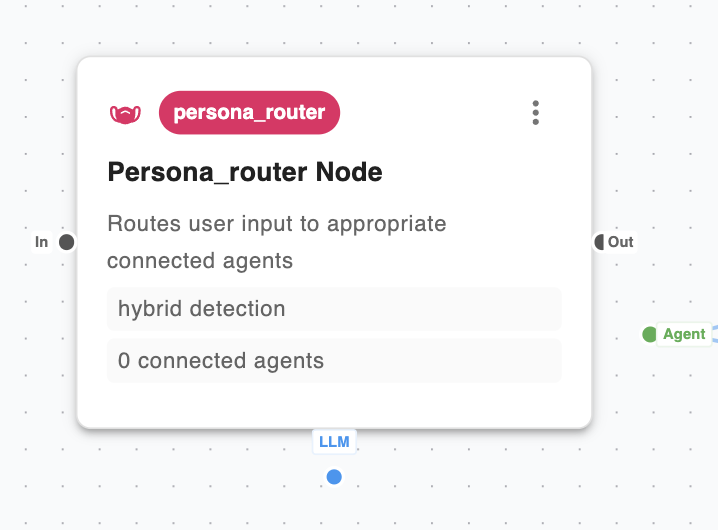 persona_router
Persona_router Node
Routes user input to appropriate
connected agents
In
Out
hybrid detection
Agent
0 connected agents
LLM